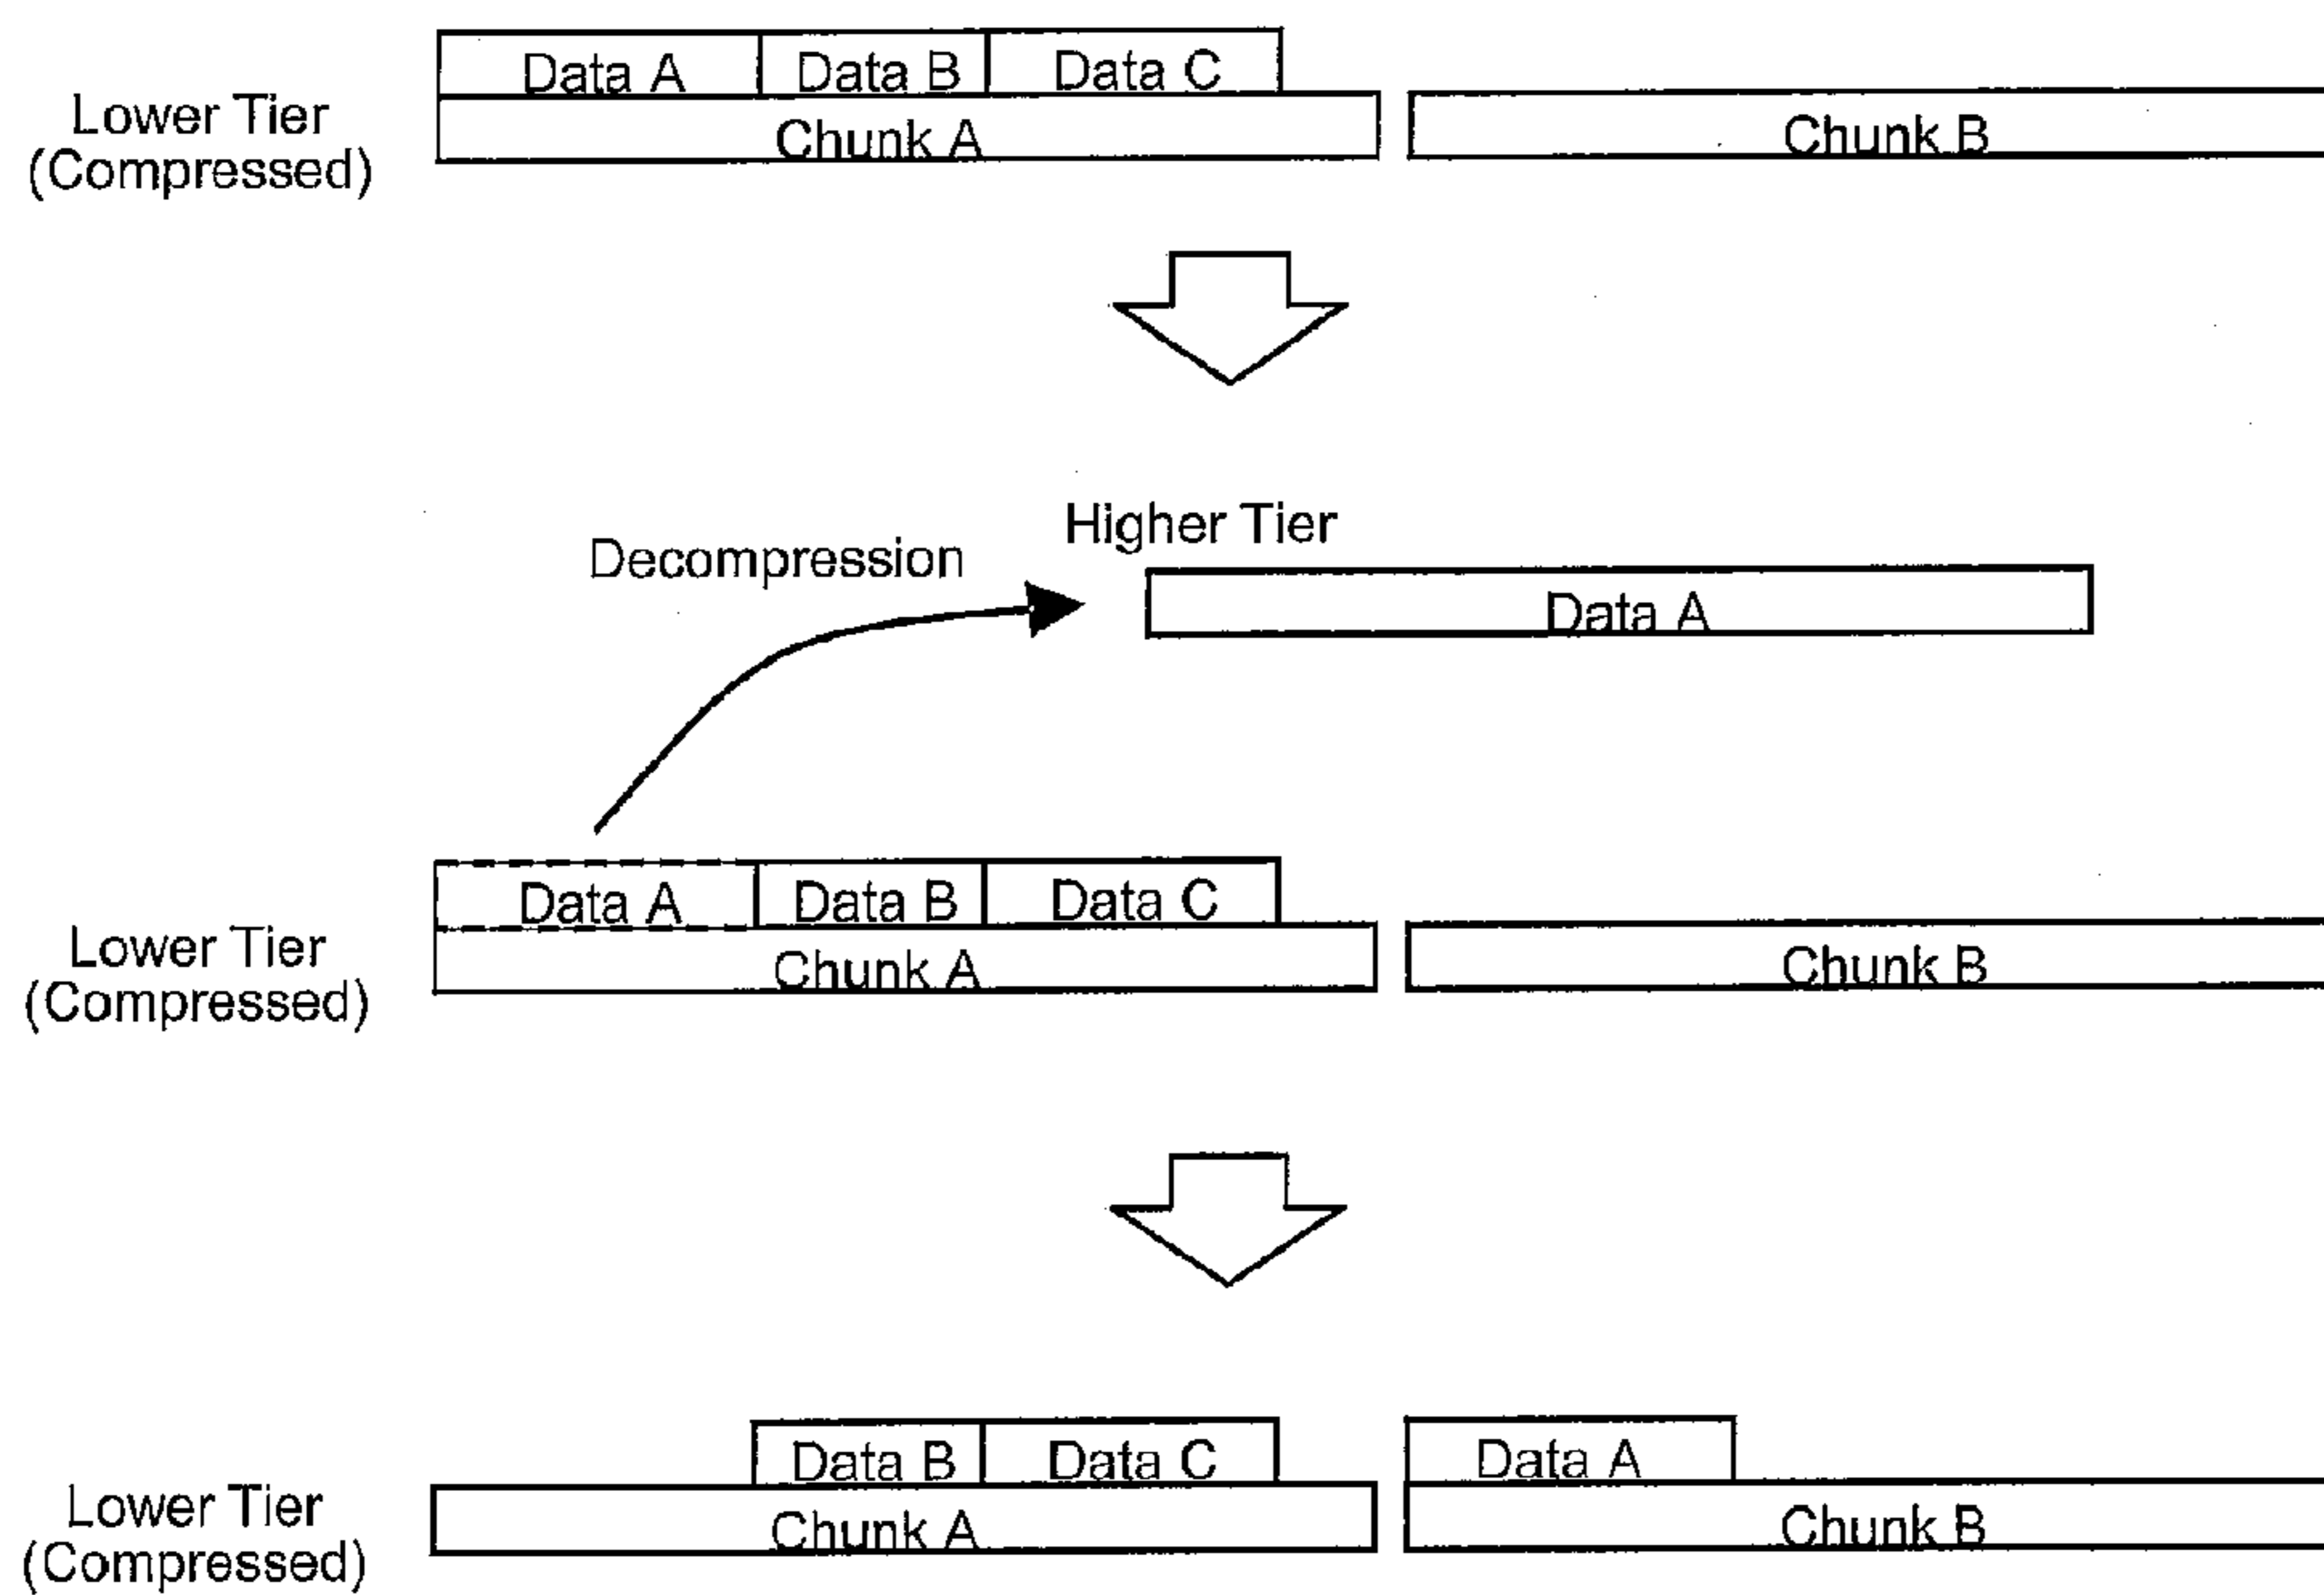 Data A Data B Data C
Lower Tier
(Compressed)
Chunk A Chunk B
Higher Tier
Decompression
Data A
Data A Data B Data C
Lower Tier
(Compressed)
Chunk A Chunk B
Data B Data C Data A
Lower Tier
(Compressed)
Chunk A Chunk B